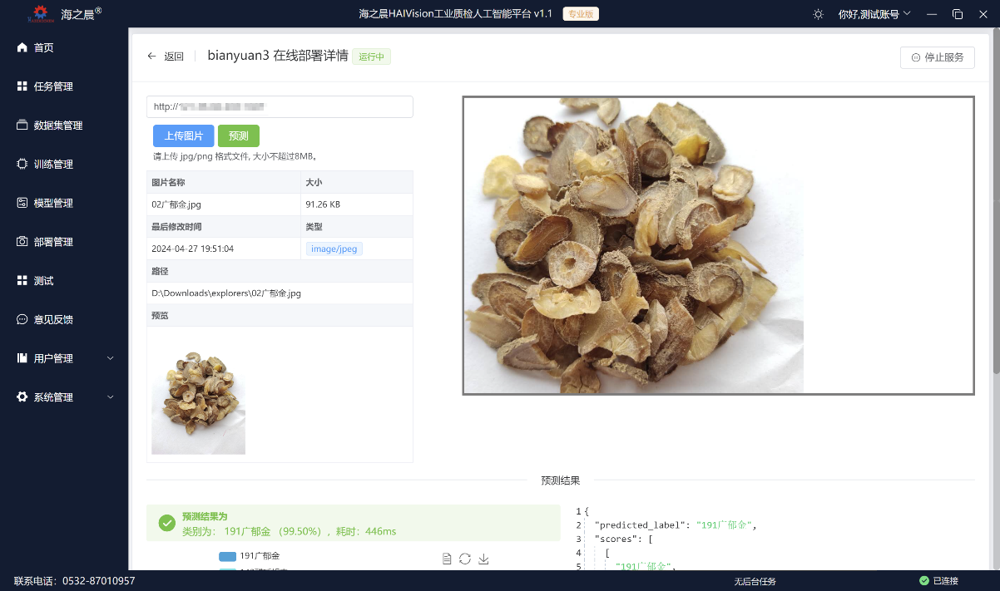 海之晨®
海之晨HAIVision工业质检人工智能平台 v1.1 专业版
你好,测试账号
首页
任务管理
数据集管理
训练管理
模型管理
部署管理
测试
意见反馈
用户管理
系统管理
返回
bianyuan3 在线部署详情 运行中
停止服务
http://
上传图片 预测
请上传 jpg/png 格式文件, 大小不超过8MB。
图片名称 大小
02广郁金.jpg 91.26 KB
最后修改时间 类型
2024-04-27 19:51:04 image/jpeg
路径
D:\Downloads\explorers\02广郁金.jpg
预览
预测结果
预测结果为
类别为: 191广郁金 (99.50%) , 耗时: 446ms
191广郁金
1 {
2 "predicted_label": "191广郁金",
3 "scores": [
4 [
5 "191广郁金",
联系电话: 0532-87010957
无后台任务
已连接